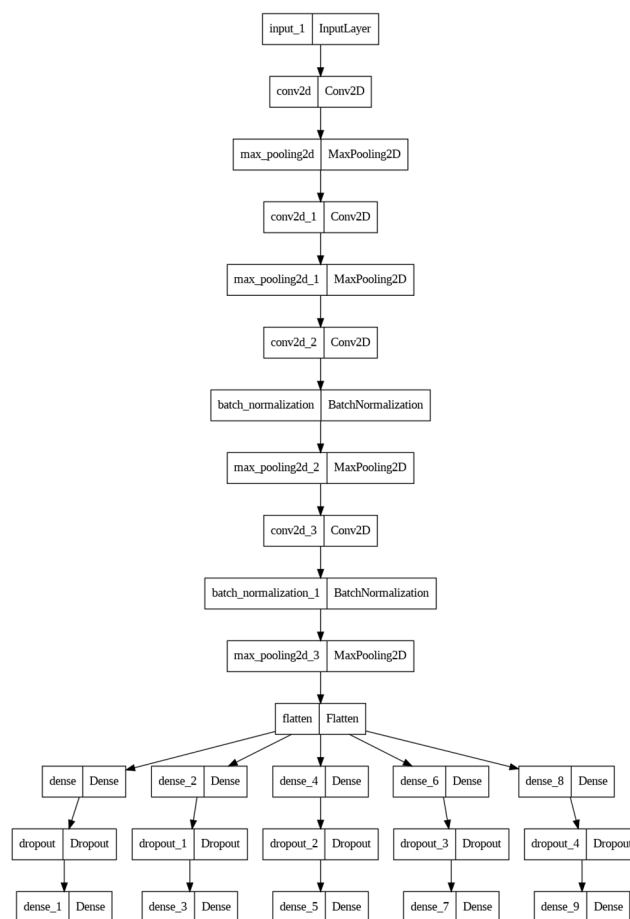 input_1 InputLayer
conv2d Conv2D
max_pooling2d MaxPooling2D
conv2d_1 Conv2D
max_pooling2d_1 MaxPooling2D
conv2d_2 Conv2D
batch_normalization BatchNormalization
max_pooling2d_2 MaxPooling2D
conv2d_3 Conv2D
batch_normalization_1 BatchNormalization
max_pooling2d_3 MaxPooling2D
flatten Flatten
dense Dense dense_2 Dense dense_4 Dense dense_6 Dense dense_8 Dense
dropout Dropout dropout_1 Dropout dropout_2 Dropout dropout_3 Dropout dropout_4 Dropout
dense_1 Dense dense_3 Dense dense_5 Dense dense_7 Dense dense_9 Dense